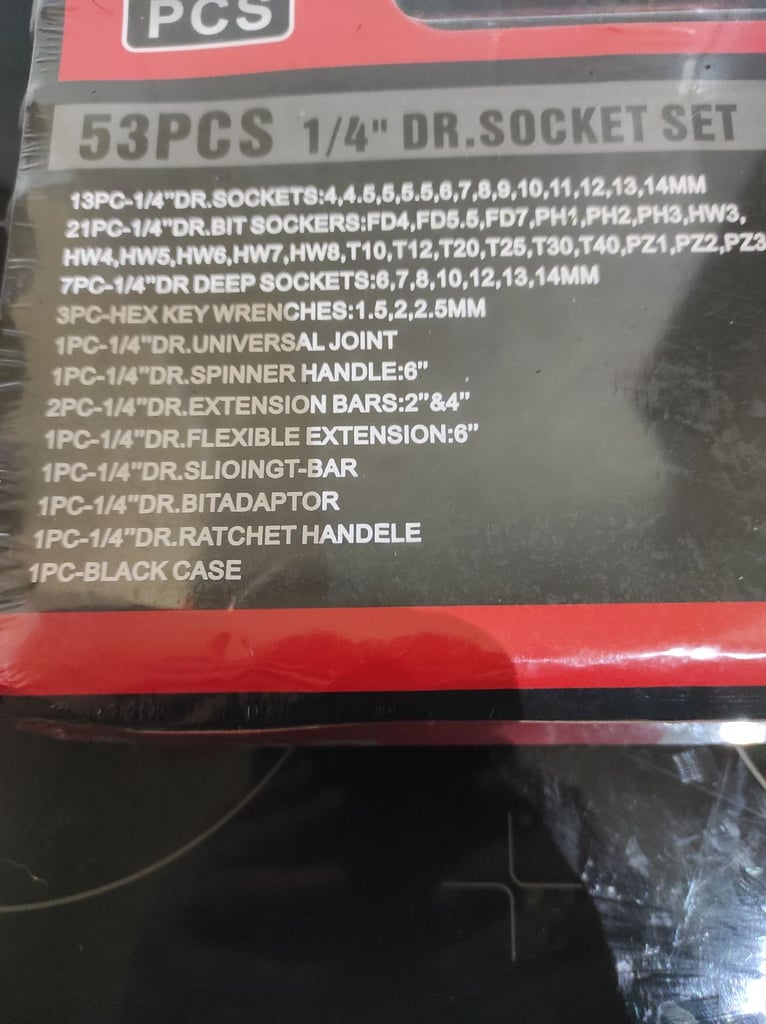 PCS
53PCS 1/4" DR.SOCKET SET
13PC-1/4"DR.SOCKETS:4,4.5,5,5.5,6,7,8,9,10,11,12,13,14MM
21PC-1/4"DR.BIT SOCKERS:FD4,FD5.5,FD7,PH1,PH2,PH3,HW3,
HW4,HW5,HW6,HW7,HW8,T10,T12,T20,T25,T30,T40,PZ1,PZ2,PZ3
7PC-1/4"DR DEEP SOCKETS:6,7,8,10,12,13,14MM
3PC-HEX KEY WRENCHES:1.5,2,2.5MM
1PC-1/4"DR.UNIVERSAL JOINT
1PC-1/4"DR.SPINNER HANDLE:6"
2PC-1/4"DR.EXTENSION BARS:2"&4"
1PC-1/4"DR.FLEXIBLE EXTENSION:6"
1PC-1/4"DR.SLIOINGT-BAR
1PC-1/4"DR.BITADAPTOR
1PC-1/4"DR.RATCHET HANDELE
1PC-BLACK CASE